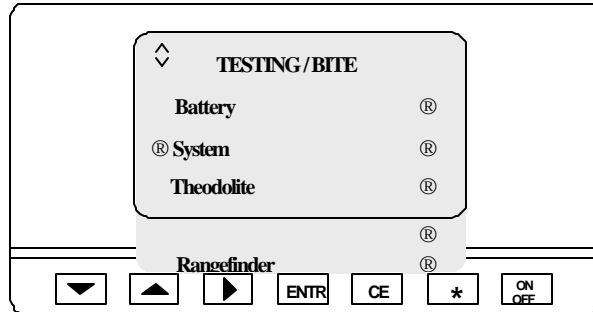 TESTING / BITE
Battery ®
® System ®
Theodolite ®
®
Rangefinder ®
ENTR CE * ON OFF